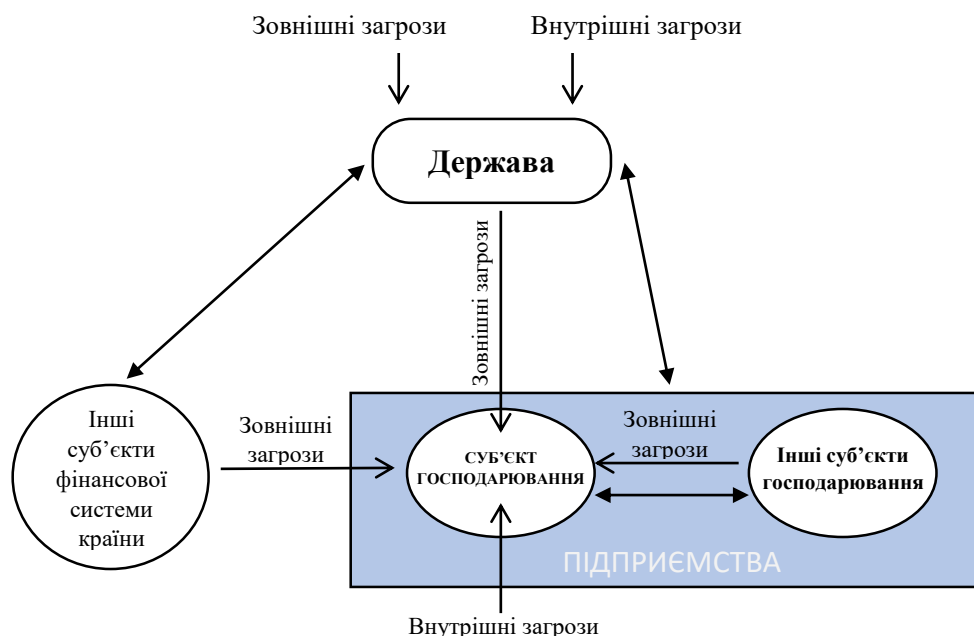 Зовнішні загрози
Внутрішні загрози
Держава
Зовнішні загрози
Інші
суб’єкти
фінансової
системи
країни
Зовнішні
загрози
СУБ’ЄКТ
ГОСПОДАРЮВАННЯ
Зовнішні
загрози
Інші суб’єкти
господарювання
ПІДПРИЄМСТВА
Внутрішні загрози